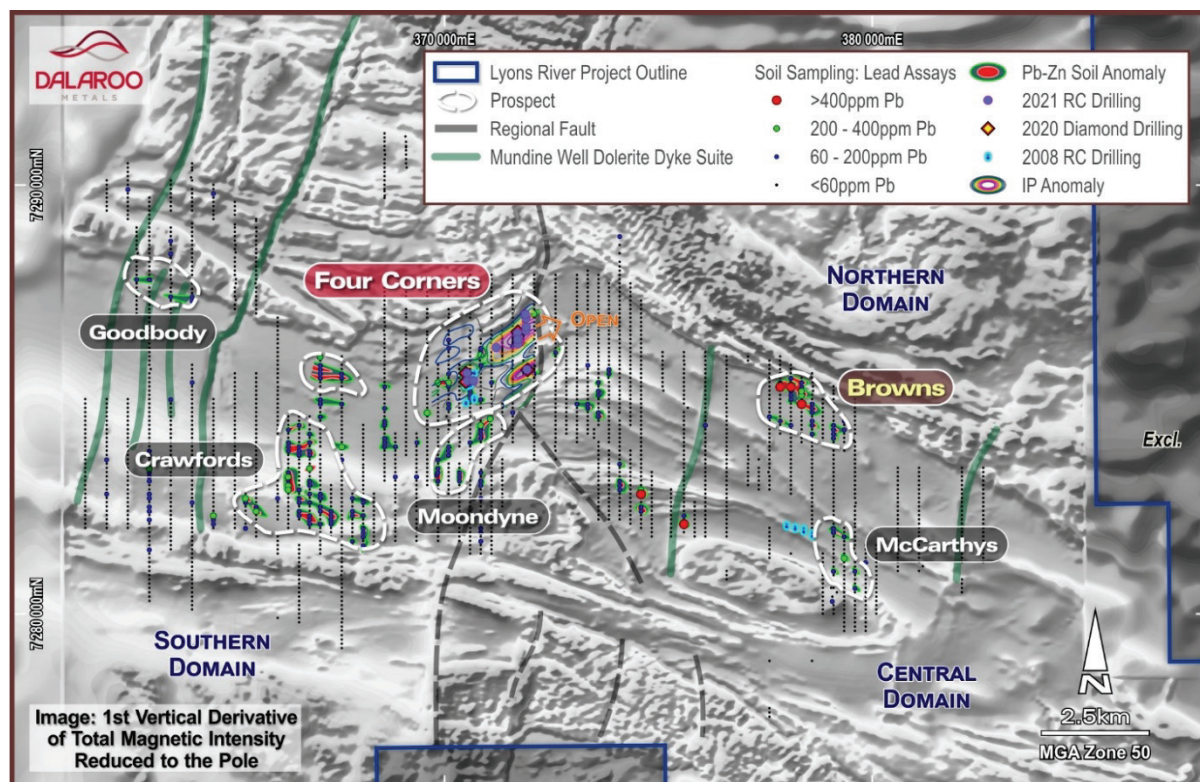 DALAROO
METALS
370 000mE
380 000mE
7290 000mN
7280 000mN
Lyons River Project Outline
Prospect
Regional Fault
Mundine Well Dolerite Dyke Suite
Soil Sampling: Lead Assays
>400ppm Pb
200 - 400ppm Pb
60 - 200ppm Pb
<60ppm Pb
Pb-Zn Soil Anomaly
2021 RC Drilling
2020 Diamond Drilling
2008 RC Drilling
IP Anomaly
Four Corners
NORTHERN
DOMAIN
OPEN
Goodbody
Browns
Excl.
Crawfords
Moondyne
McCarthys
SOUTHERN
DOMAIN
CENTRAL
DOMAIN
N
2.5km
MGA Zone 50
Image: 1st Vertical Derivative
of Total Magnetic Intensity
Reduced to the Pole